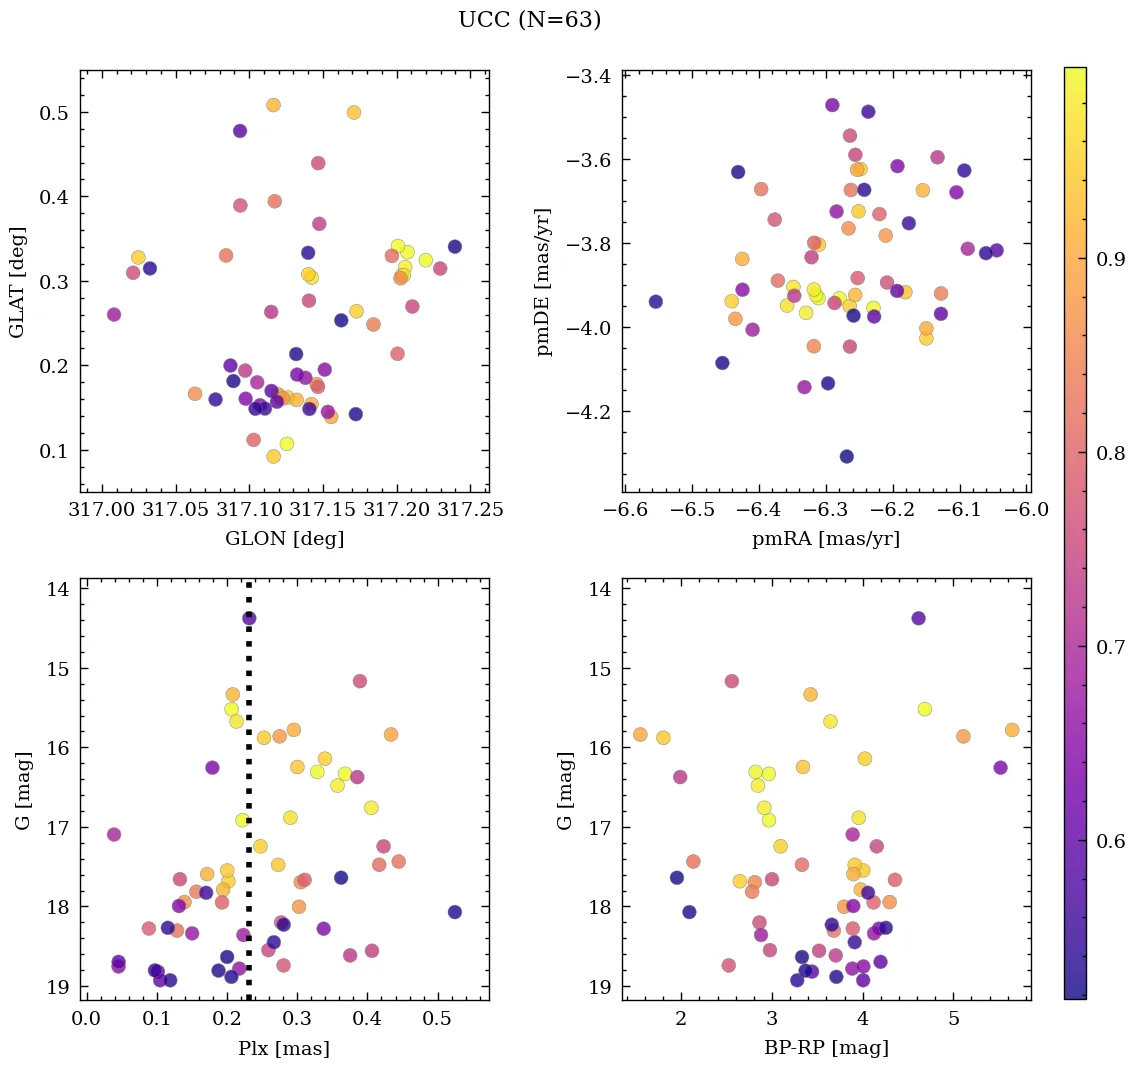 UCC (N=63)
0.5
0.4
0.3
0.2
0.1
GLAT [deg]
317.00 317.05 317.10 317.15 317.20 317.25
GLON [deg]
−3.4
−3.6
−3.8
−4.0
−4.2
pmDE [mas/yr]
−6.6 −6.5 −6.4 −6.3 −6.2 −6.1 −6.0
pmRA [mas/yr]
14
15
16
17
18
19
G [mag]
0.0 0.1 0.2 0.3 0.4 0.5
Plx [mas]
14
15
16
17
18
19
G [mag]
2 3 4 5
BP-RP [mag]
0.9
0.8
0.7
0.6